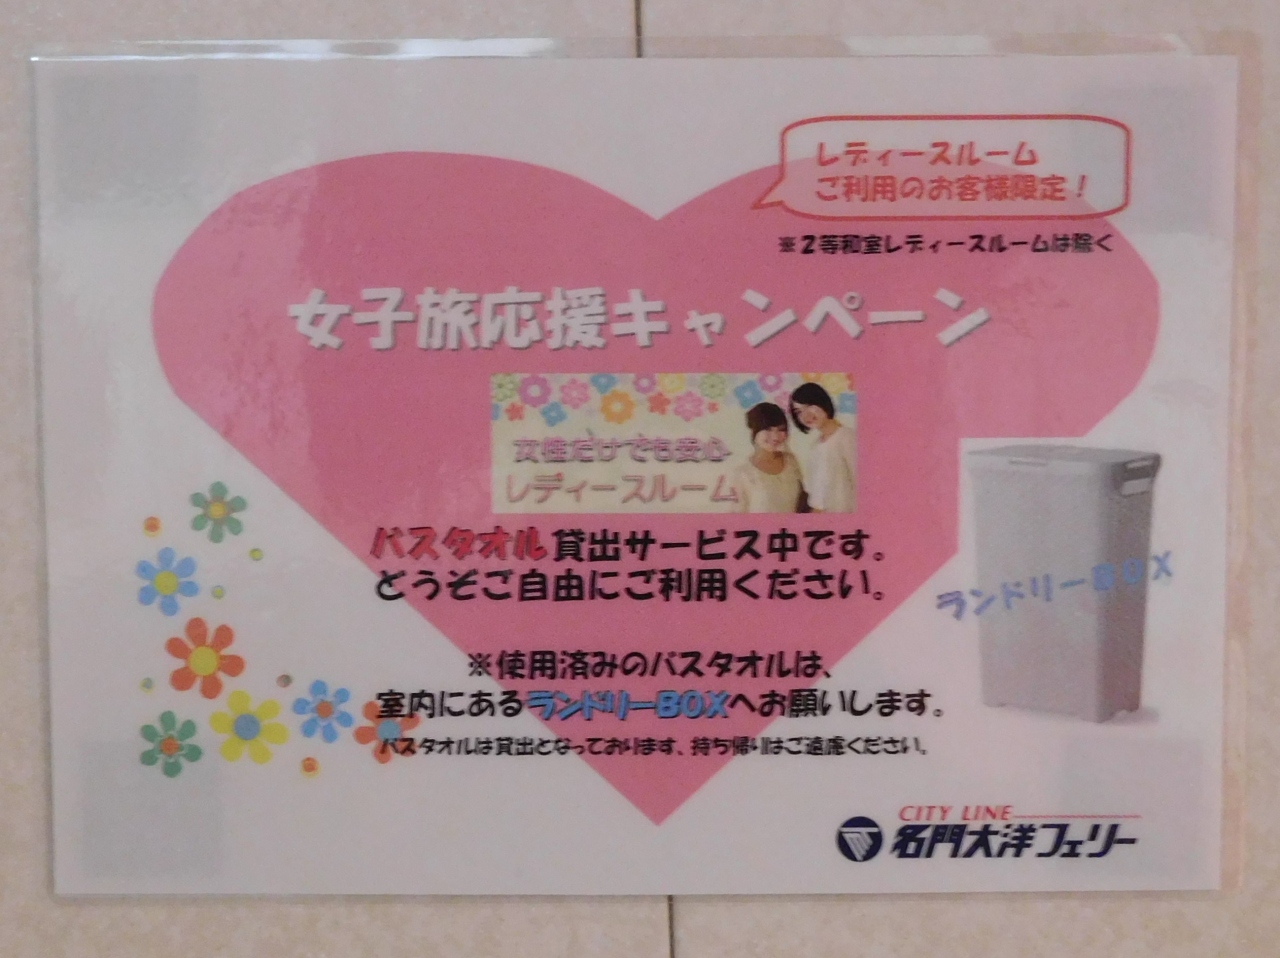 レディースルーム
ご利用のお客様限定！
※２等和室レディースルームは除く
女子旅応援キャンペーン
女性だけでも安心
レディースルーム
バスタオル貸出サービス中です。
どうぞご自由にご利用ください。
ランドリーBOX
※使用済みのバスタオルは、
室内にあるランドリーBOXへお願いします。
バスタオルは貸出となっております、持ち帰りはご遠慮ください。
CITY LINE
名門大洋フェリー